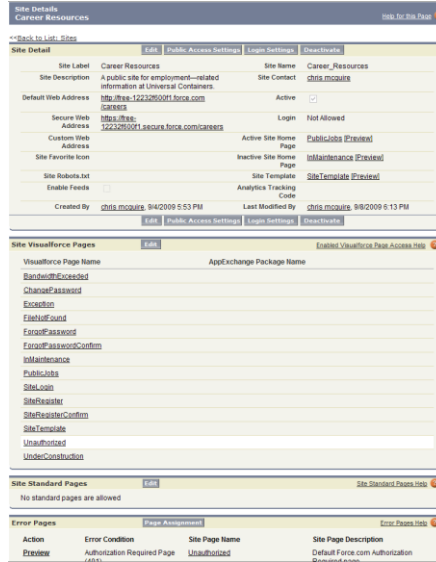 Site Details
Career Resources
Help for this Page
<<Back to List: Sites
Site Detail
Edit Public Access Settings Login Settings Deactivate
Site Label Career Resources Site Name Career_Resources
Site Description A public site for employment—related information at Universal Containers. Site Contact chris mcguire
Default Web Address http://free-12232f600f1.force.com/careers Active
Secure Web Address https://free-12232f600f1.secure.force.com/careers Login Not Allowed
Custom Web Address Active Site Home Page PublicJobs [Preview]
Site Favorite Icon Inactive Site Home Page InMaintenance [Preview]
Site Robots.txt Site Template SiteTemplate [Preview]
Enable Feeds Analytics Tracking Code
Created By chris mcguire, 9/4/2009 5:53 PM Last Modified By chris mcguire, 9/8/2009 6:13 PM
Edit Public Access Settings Login Settings Deactivate
Site Visualforce Pages Edit Enabled Visualforce Page Access Help
Visualforce Page Name AppExchange Package Name
BandwidthExceeded
ChangePassword
Exception
FileNotFound
ForgotPassword
ForgotPasswordConfirm
InMaintenance
PublicJobs
SiteLogin
SiteRegister
SiteRegisterConfirm
SiteTemplate
Unauthorized
UnderConstruction
Site Standard Pages Edit Site Standard Pages Help
No standard pages are allowed
Error Pages Page Assignment Error Pages Help
Action Error Condition Site Page Name Site Page Description
Preview Authorization Required Page (401) Unauthorized Default Force.com Authorization Required page